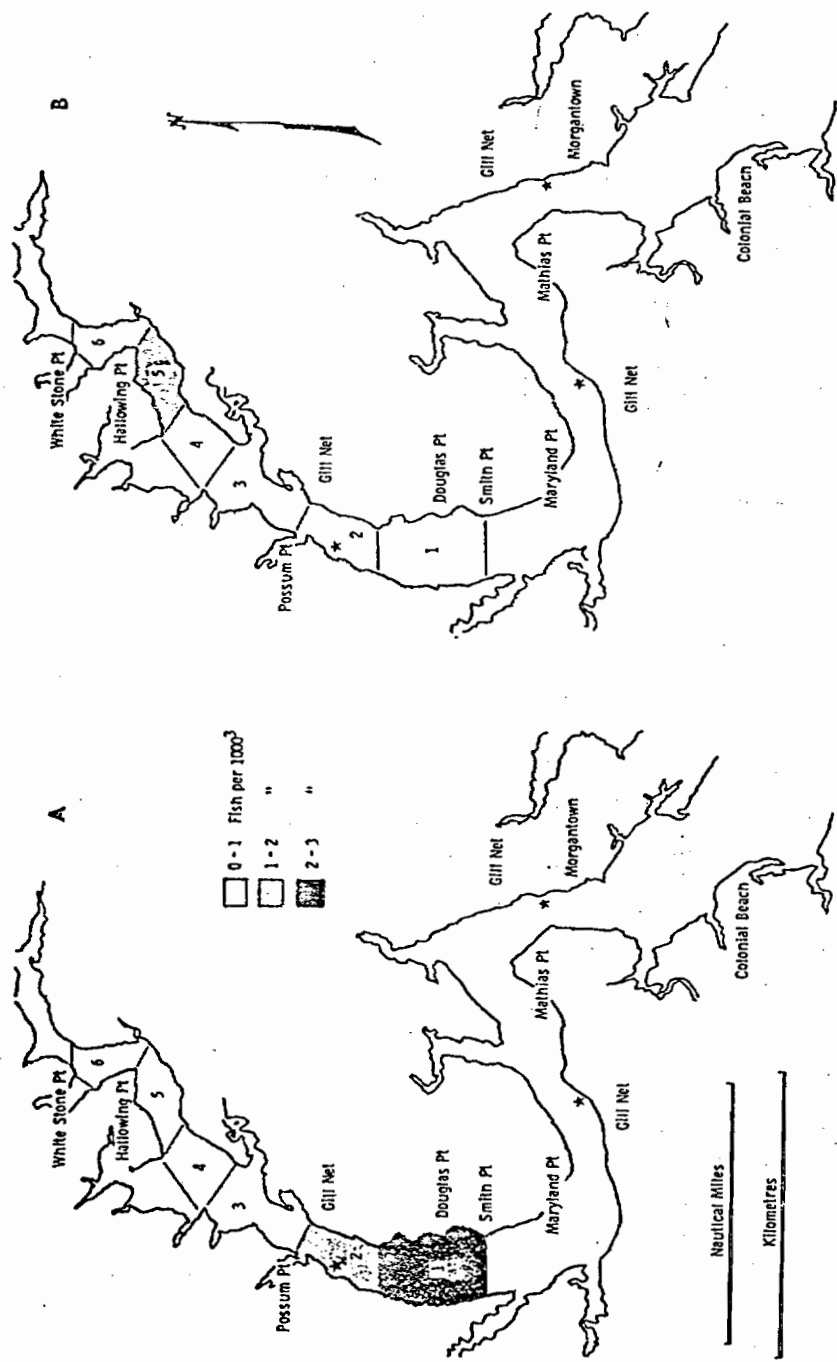 A
White Stone Pt
6
Hallowing Pt
5
4
3
Possum Pt
Gill Net
2
Douglas Pt
1
Smith Pt
Maryland Pt
Gill Net
Mathias Pt
Gill Net
Morgantown
Colonial Beach
0 - 1 Fish per 1000³
1 - 2 "
2 - 3 "
Nautical Miles
Kilometres
B
N
White Stone Pt
6
Hallowing Pt
5
4
3
Possum Pt
Gill Net
2
Douglas Pt
1
Smith Pt
Maryland Pt
Gill Net
Mathias Pt
Gill Net
Morgantown
Colonial Beach